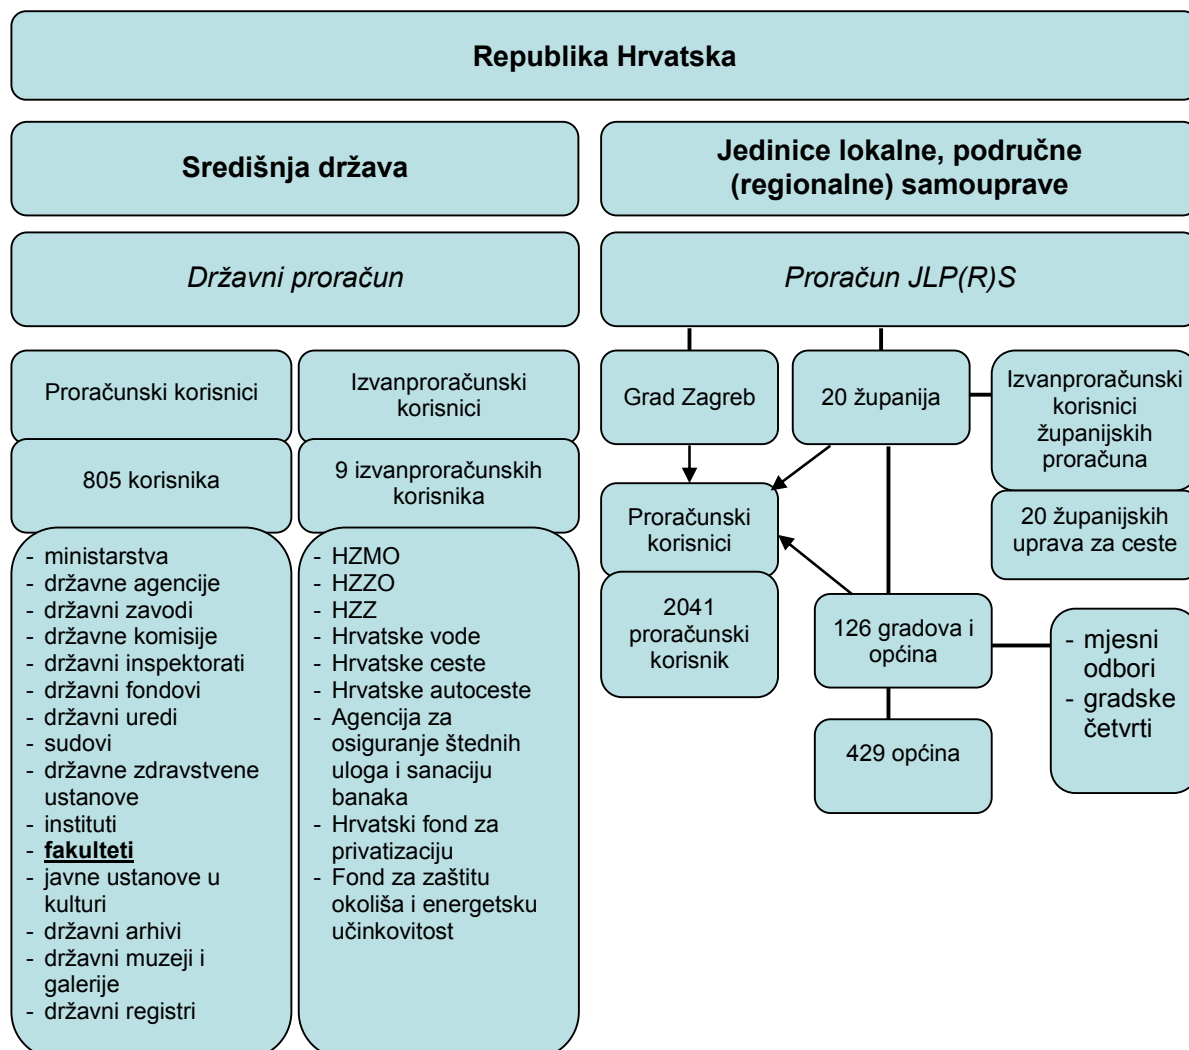 Republika Hrvatska
Središnja država
Jedinice lokalne, područne
(regionalne) samouprave
Državni proračun
Proračun JLP(R)S
Proračunski korisnici
Izvanproračunski
korisnici
805 korisnika
9 izvanproračunskih
korisnika
- ministarstva
- državne agencije
- državni zavodi
- državne komisije
- državni inspektorati
- državni fondovi
- državni uredi
- sudovi
- državne zdravstvene
ustanove
- instituti
- fakulteti
- javne ustanove u
kulturi
- državni arhivi
- državni muzeji i
galerije
- državni registri
- HZMO
- HZZO
- HZZ
- Hrvatske vode
- Hrvatske ceste
- Hrvatske autoceste
- Agencija za
osiguranje štednih
uloga i sanaciju
banaka
- Hrvatski fond za
privatizaciju
- Fond za zaštitu
okoliša i energetsku
učinkovitost
Grad Zagreb
20 županija
Izvanproračunski
korisnici
županijskih
proračuna
20 županijskih
uprava za ceste
Proračunski
korisnici
2041
proračunski
korisnik
126 gradova i
općina
- mjesni
odbori
- gradske
četvrti
429 općina